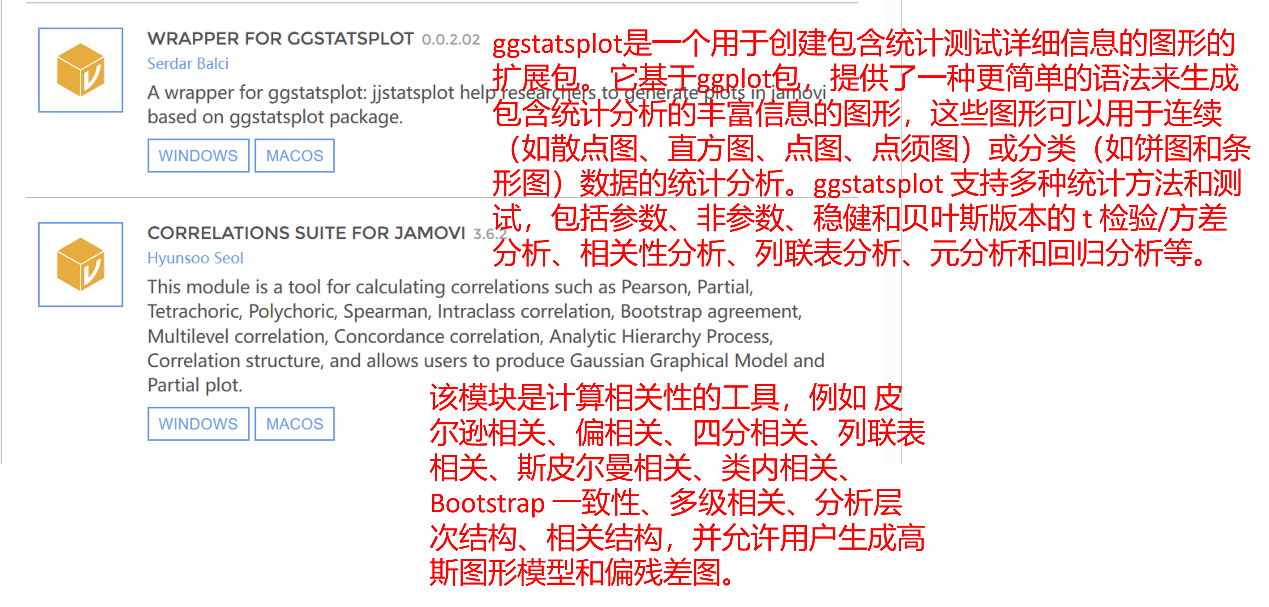 WRAPPER FOR GGSTATSPLOT 0.0.2.02
Serdar Balci
A wrapper for ggstatsplot: jjstatsplot help researchers to generate plots in jamovi
based on ggstatsplot package.
WINDOWS MACOS
ggstatsplot是一个用于创建包含统计测试详细信息的图形的
扩展包。它基于ggplot包，提供了一种更简单的语法来生成
包含统计分析的丰富信息的图形，这些图形可以用于连续
（如散点图、直方图、点图、点须图）或分类（如饼图和条
形图）数据的统计分析。ggstatsplot 支持多种统计方法和测
试，包括参数、非参数、稳健和贝叶斯版本的 t 检验/方差
分析、相关性分析、列联表分析、元分析和回归分析等。
CORRELATIONS SUITE FOR JAMOVI 3.6.2
Hyunsoo Seol
This module is a tool for calculating correlations such as Pearson, Partial,
Tetrachoric, Polychoric, Spearman, Intraclass correlation, Bootstrap agreement,
Multilevel correlation, Concordance correlation, Analytic Hierarchy Process,
Correlation structure, and allows users to produce Gaussian Graphical Model and
Partial plot.
WINDOWS MACOS
该模块是计算相关性的工具，例如 皮
尔逊相关、偏相关、四分相关、列联表
相关、斯皮尔曼相关、类内相关、
Bootstrap 一致性、多级相关、分析层
次结构、相关结构，并允许用户生成高
斯图形模型和偏残差图。